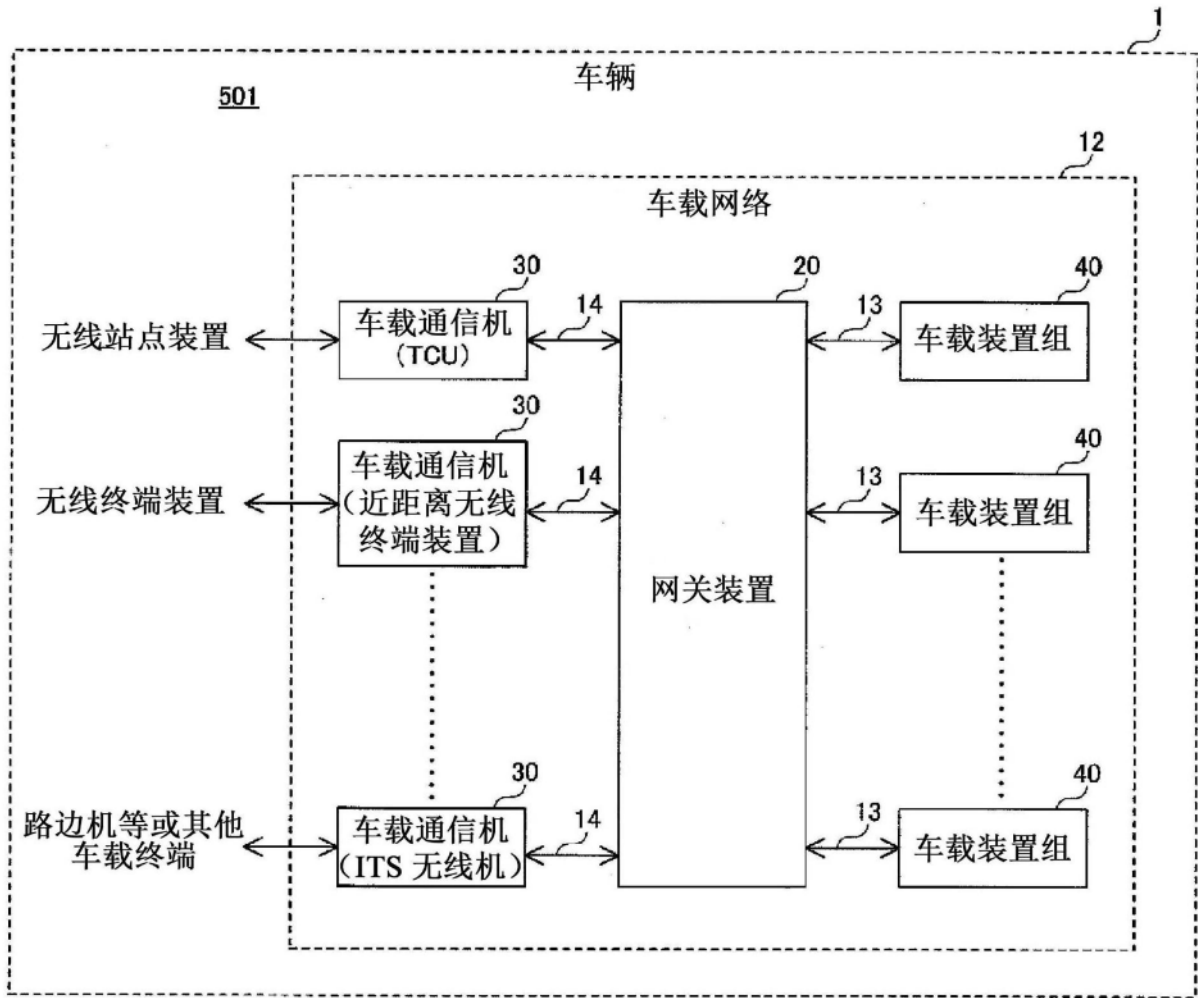 1
车辆
501
12
车载网络
30
20
40
无线站点装置
车载通信机
(TCU)
14
13
车载装置组
30
40
无线终端装置
车载通信机
(近距离无线
终端装置)
14
13
车载装置组
网关装置
30
40
路边机等或其他
车载终端
车载通信机
(ITS 无线机)
14
13
车载装置组